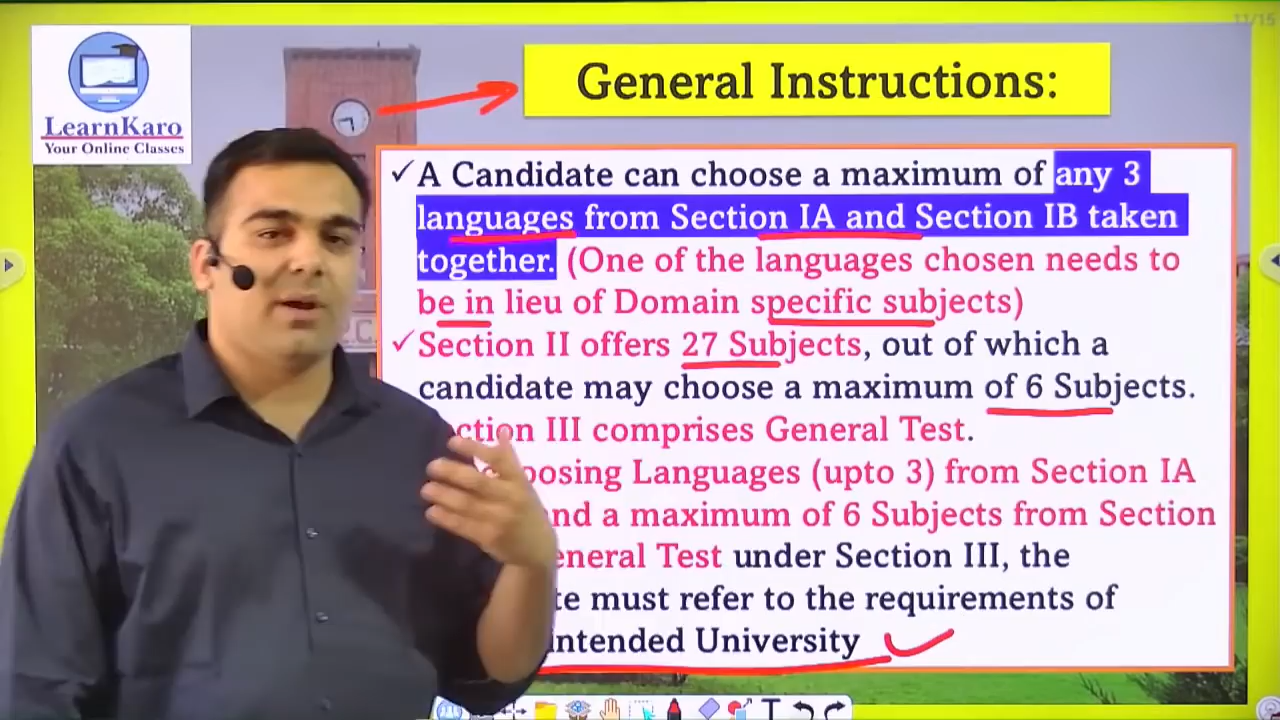 11/15
LearnKaro
Your Online Classes
General Instructions:
✓A Candidate can choose a maximum of any 3
languages from Section IA and Section IB taken
together. (One of the languages chosen needs to
be in lieu of Domain specific subjects)
✓Section II offers 27 Subjects, out of which a
candidate may choose a maximum of 6 Subjects.
ction III comprises General Test.
oosing Languages (upto 3) from Section IA
nd a maximum of 6 Subjects from Section
eneral Test under Section III, the
te must refer to the requirements of
intended University